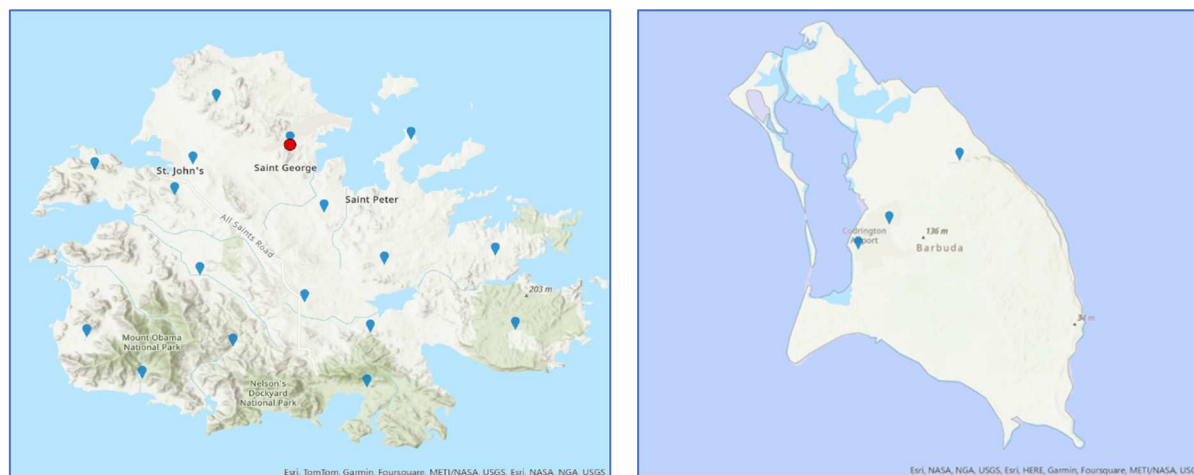 St. John's
Saint George
Saint Peter
All Saints Road
203 m
Mount Obama
National Park
Nelson's
Dockyard
National Park
Esri, TomTom, Garmin, Foursquare, METI/NASA, USGS, Esri, NASA, NGA, USGS
Codrington
Airport
136 m
Barbuda
34 m
Esri, NASA, NGA, USGS, Esri, HERE, Garmin, Foursquare, METI/NASA, USG